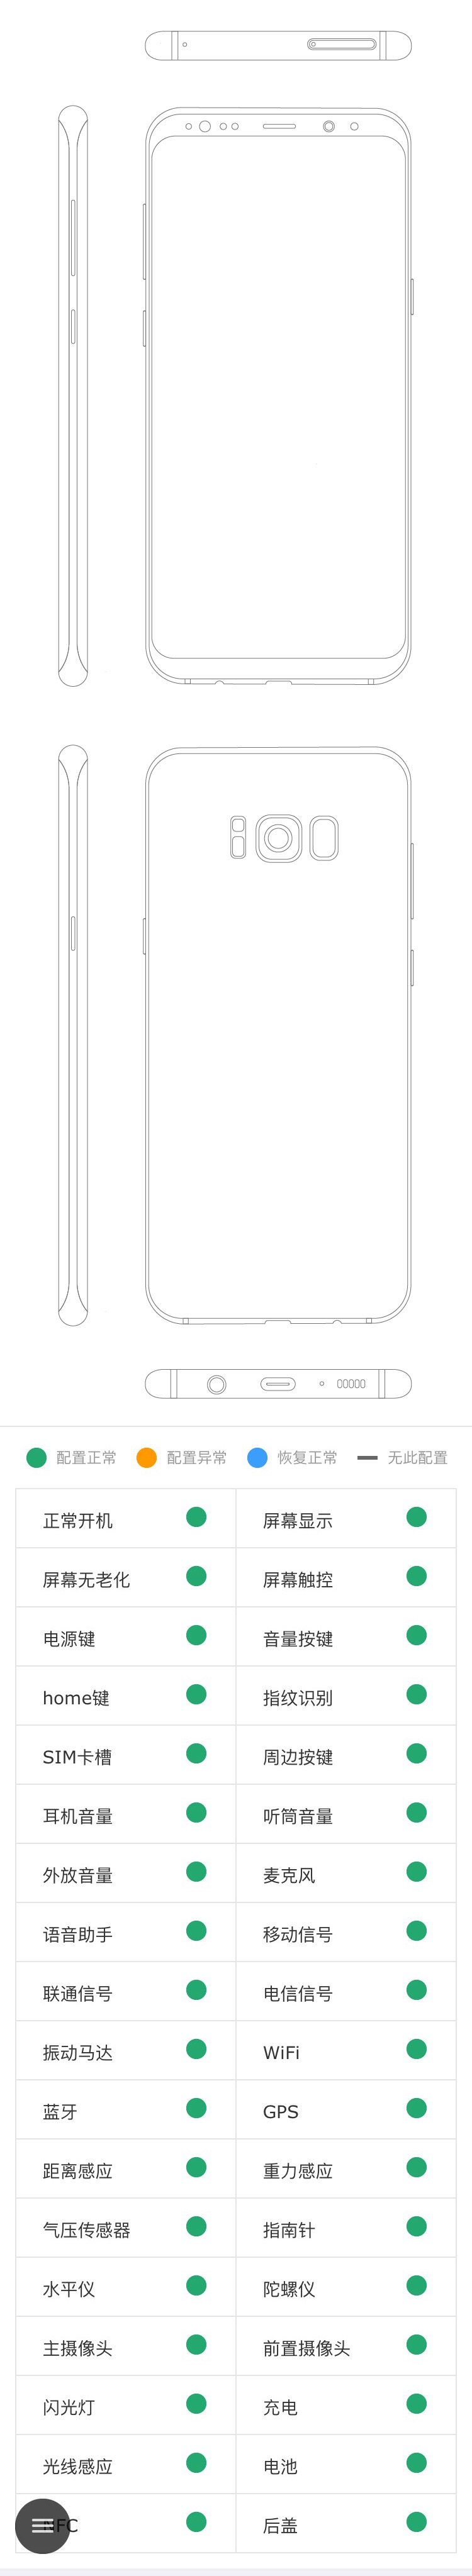 配置正常 配置异常 恢复正常 无此配置
正常开机 屏幕显示
屏幕无老化 屏幕触控
电源键 音量按键
home键 指纹识别
SIM卡槽 周边按键
耳机音量 听筒音量
外放音量 麦克风
语音助手 移动信号
联通信号 电信信号
振动马达 WiFi
蓝牙 GPS
距离感应 重力感应
气压传感器 指南针
水平仪 陀螺仪
主摄像头 前置摄像头
闪光灯 充电
光线感应 电池
NFC 后盖